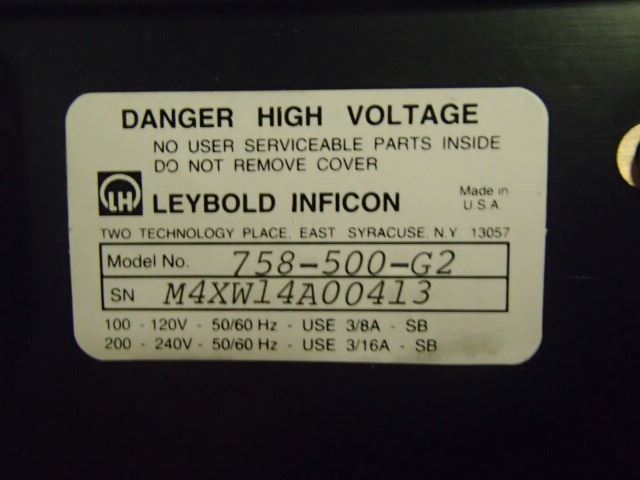 DANGER HIGH VOLTAGE
NO USER SERVICEABLE PARTS INSIDE
DO NOT REMOVE COVER
LH LEYBOLD INFICON Made in U.S.A.
TWO TECHNOLOGY PLACE, EAST SYRACUSE, N.Y 13057
Model No. 758-500-G2
SN M4XW14A00413
100 - 120V - 50/60 Hz - USE 3/8A - SB
200 - 240V - 50/60 Hz - USE 3/16A - SB